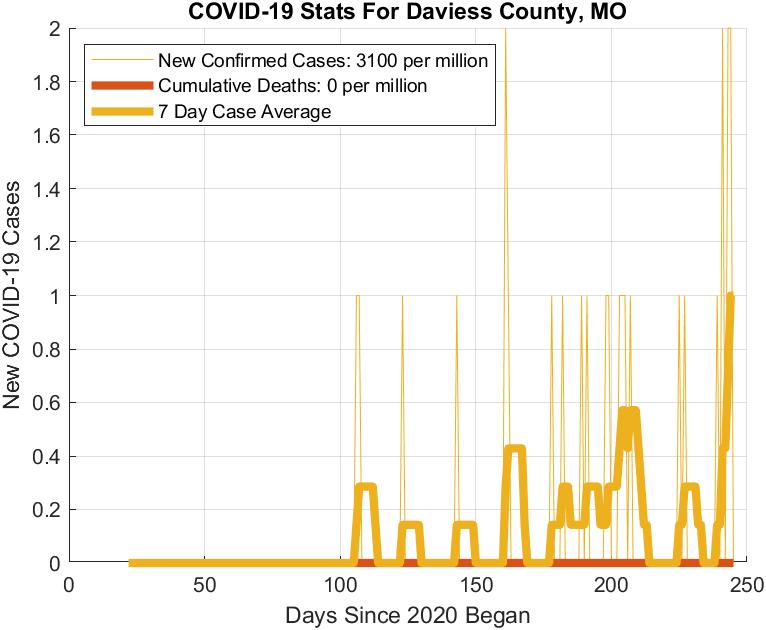 COVID-19 Stats For Daviess County, MO
New Confirmed Cases: 3100 per million
Cumulative Deaths: 0 per million
7 Day Case Average
New COVID-19 Cases
2
1.8
1.6
1.4
1.2
1
0.8
0.6
0.4
0.2
0
0 50 100 150 200 250
Days Since 2020 Began